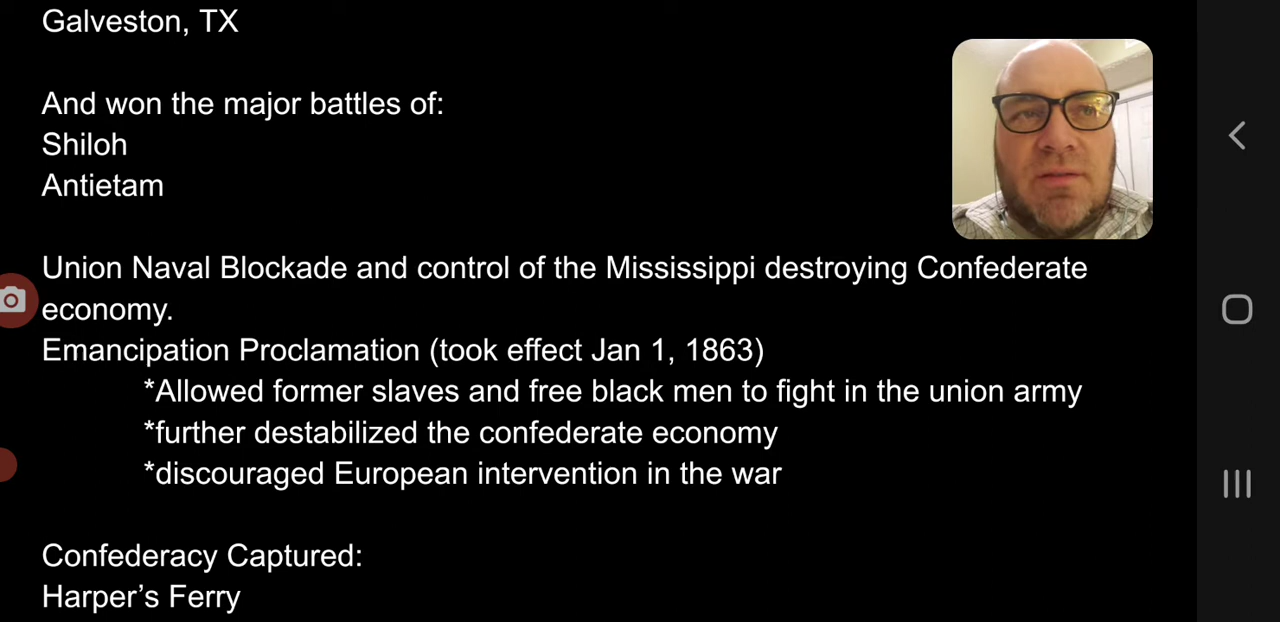 Galveston, TX
And won the major battles of:
Shiloh
Antietam
Union Naval Blockade and control of the Mississippi destroying Confederate
economy.
Emancipation Proclamation (took effect Jan 1, 1863)
*Allowed former slaves and free black men to fight in the union army
*further destabilized the confederate economy
*discouraged European intervention in the war
Confederacy Captured:
Harper’s Ferry